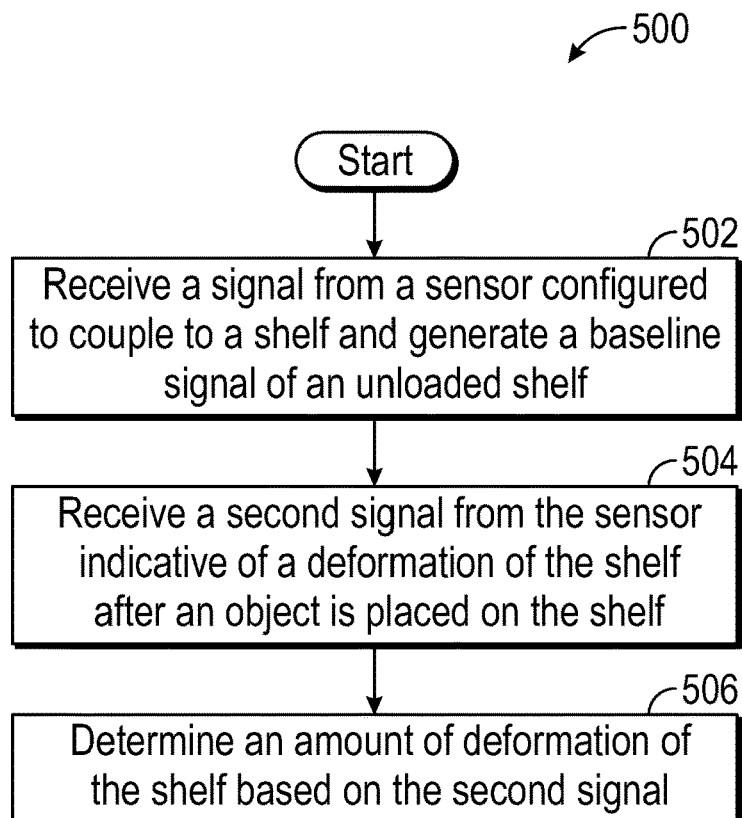 500
Start
502
Receive a signal from a sensor configured
to couple to a shelf and generate a baseline
signal of an unloaded shelf
504
Receive a second signal from the sensor
indicative of a deformation of the shelf
after an object is placed on the shelf
506
Determine an amount of deformation of
the shelf based on the second signal